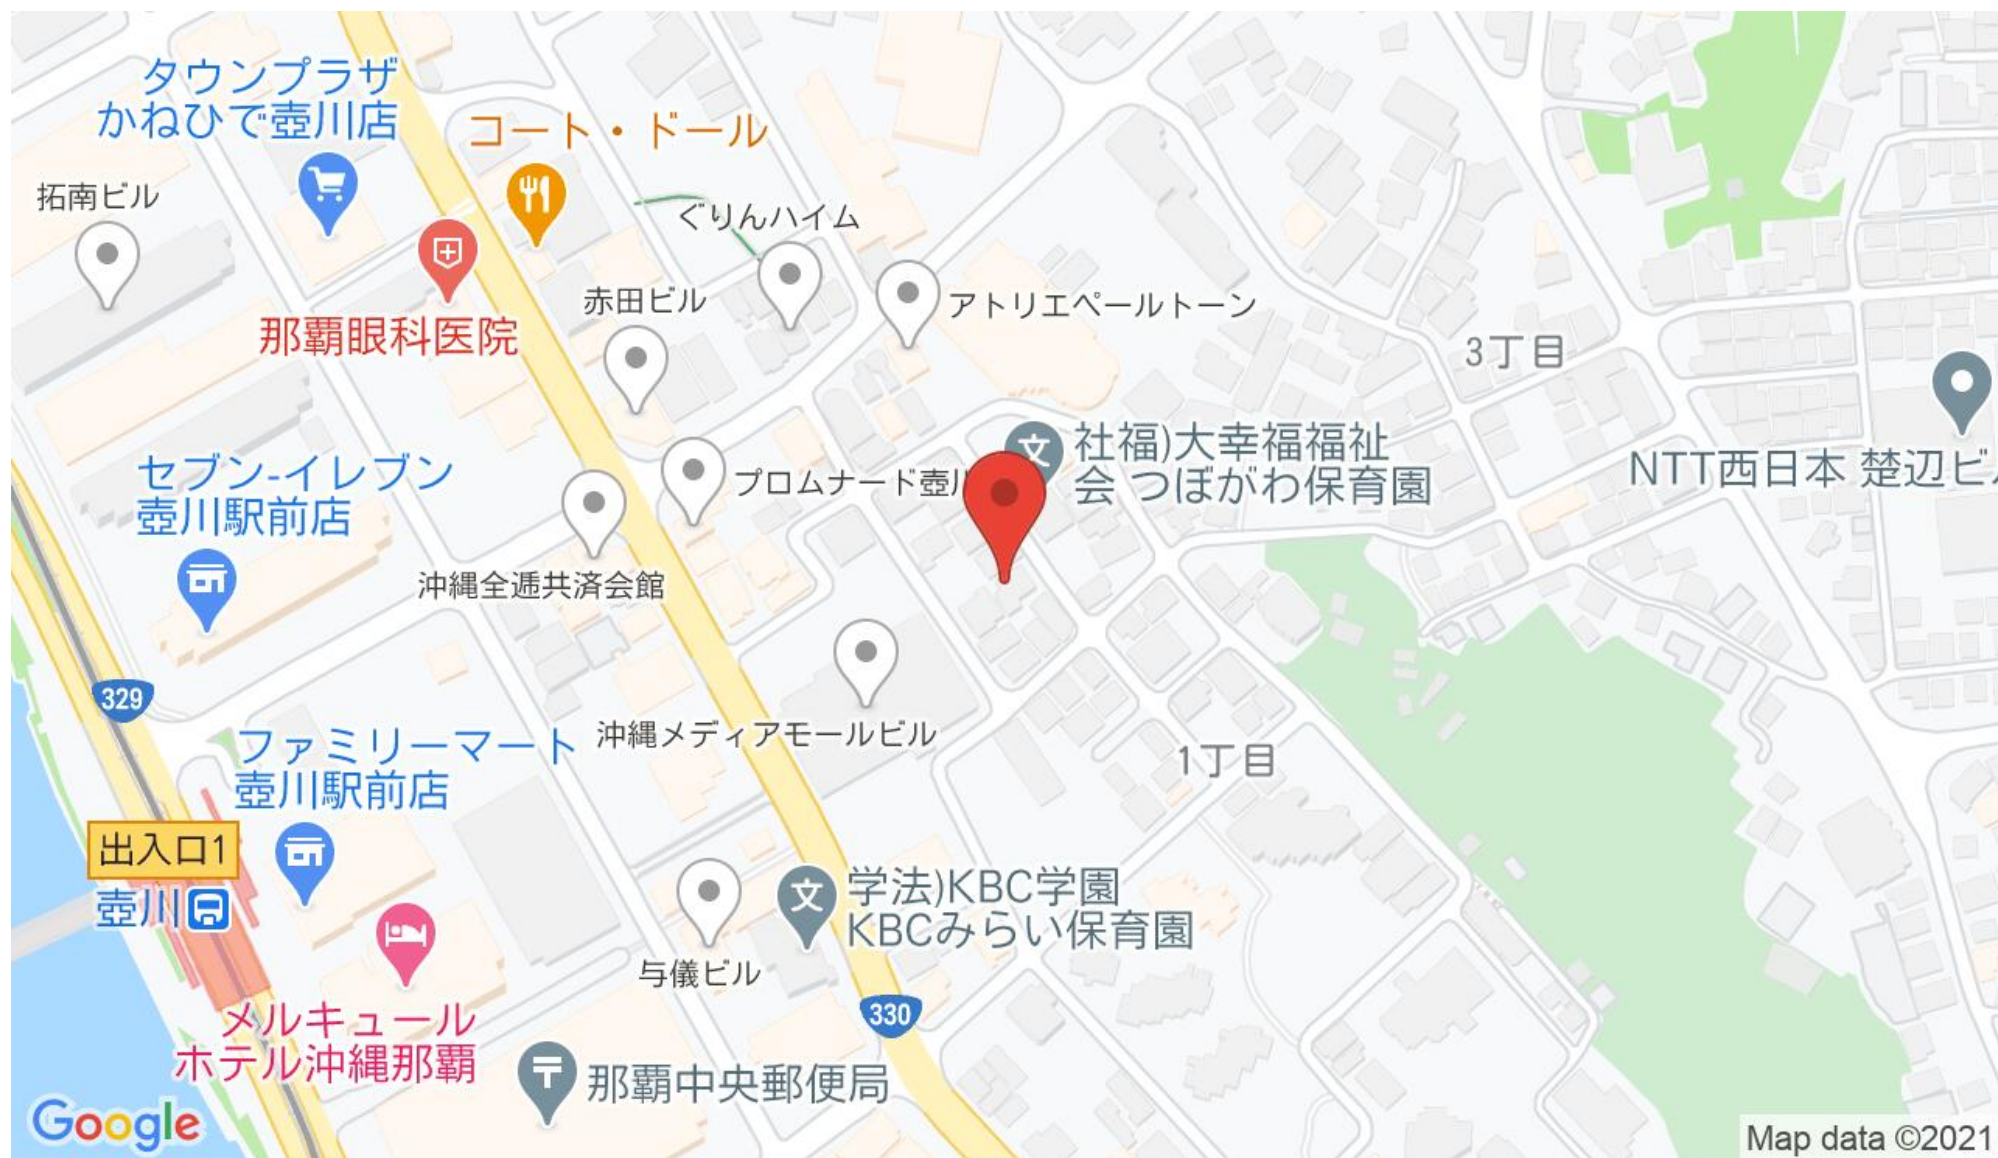 タウンプラザ
かねひで壺川店
コート・ドール
拓南ビル
ぐりんハイム
赤田ビル
アトリエペールトーン
那覇眼科医院
3丁目
社福)大幸福福祉
会 つぼがわ保育園
NTT西日本 楚辺ビ
プロムナード壺川
セブン-イレブン
壺川駅前店
沖縄全逓共済会館
329
沖縄メディアモールビル
ファミリーマート
壺川駅前店
1丁目
出入口1
壺川
学法)KBC学園
KBCみらい保育園
与儀ビル
330
メルキュール
ホテル沖縄那覇
那覇中央郵便局
Google
Map data ©2021